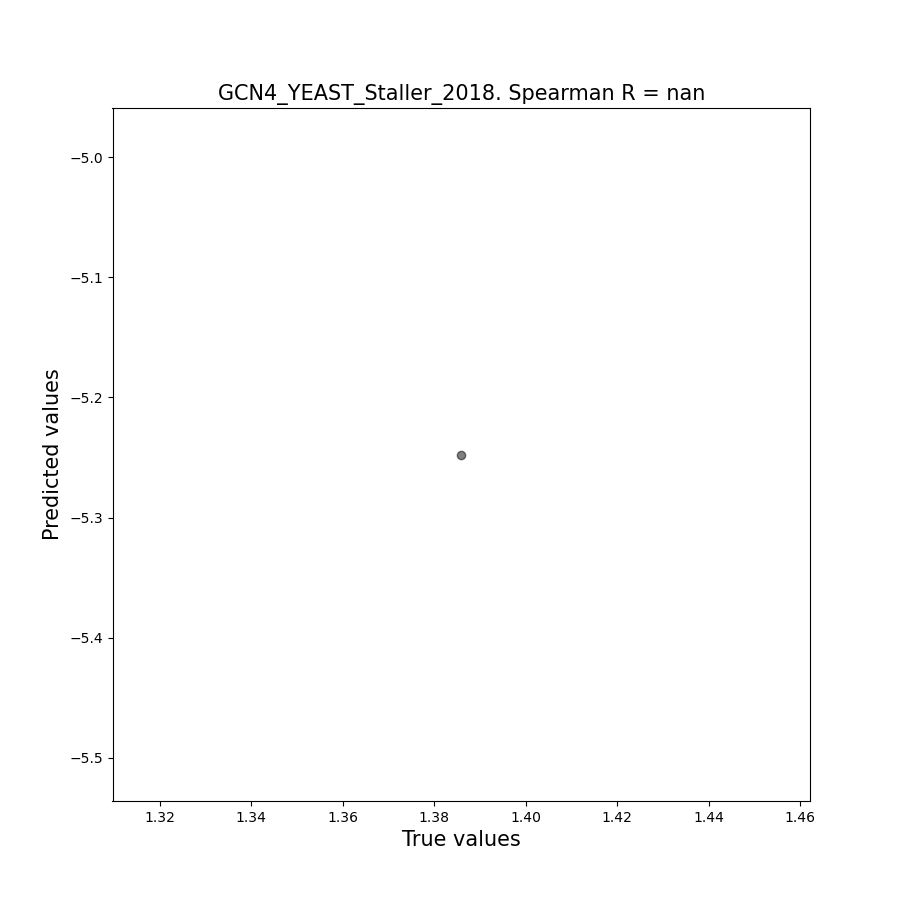 GCN4_YEAST_Staller_2018. Spearman R = nan
−5.0
−5.1
−5.2
−5.3
−5.4
−5.5
Predicted values
1.32 1.34 1.36 1.38 1.40 1.42 1.44 1.46
True values